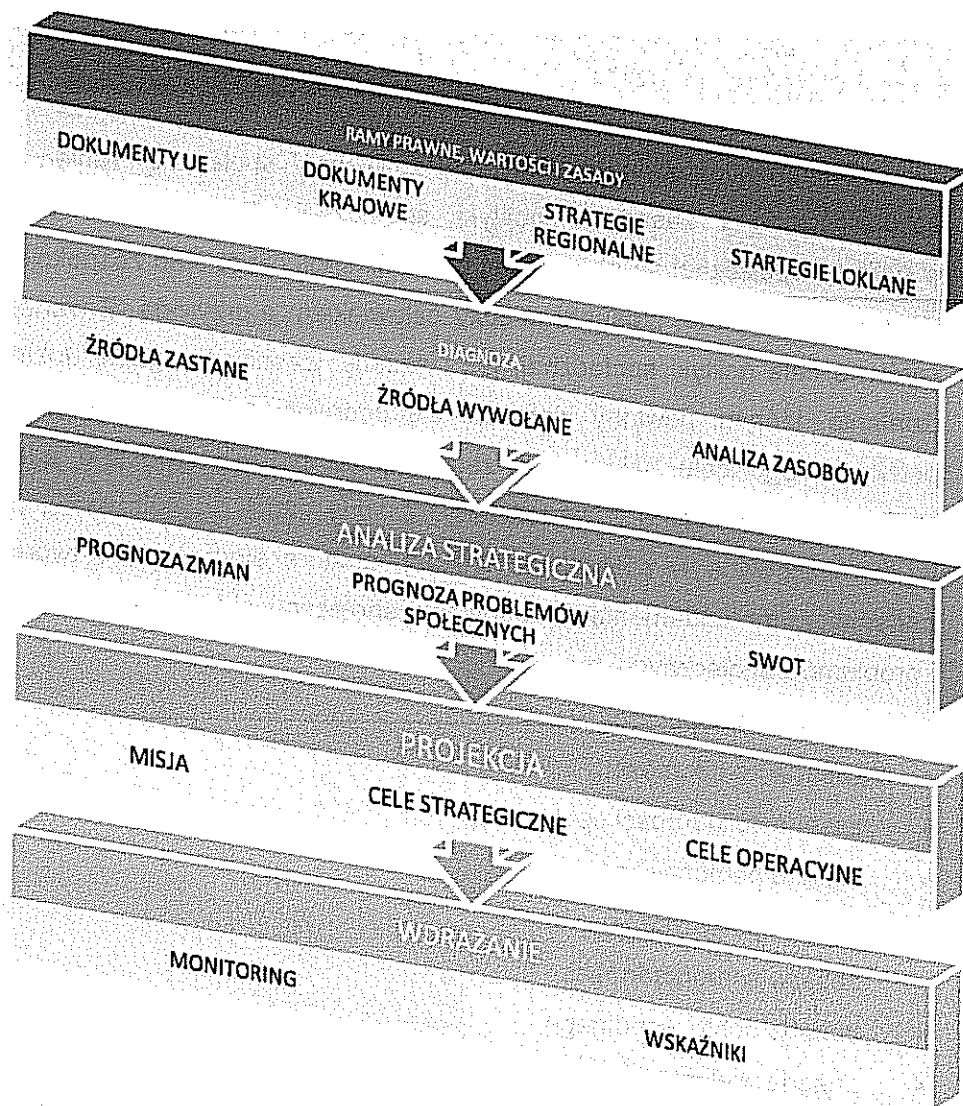 RAMY PRAWNE, WARTOŚCI I ZASADY
DOKUMENTY UE
DOKUMENTY
KRAJOWE
STRATEGIE
REGIONALNE
STARTEGIE LOKLANE
DIAGNOZA
ŹRÓDŁA ZASTANE
ŹRÓDŁA WYWOŁANE
ANALIZA ZASOBÓW
ANALIZA STRATEGICZNA
PROGNOZA ZMIAN
PROGNOZA PROBLEMÓW
SPOŁECZNYCH
SWOT
PROJEKCJA
MISJA
CELE STRATEGICZNE
CELE OPERACYJNE
WDRAŻANIE
MONITORING
WSKAŹNIKI